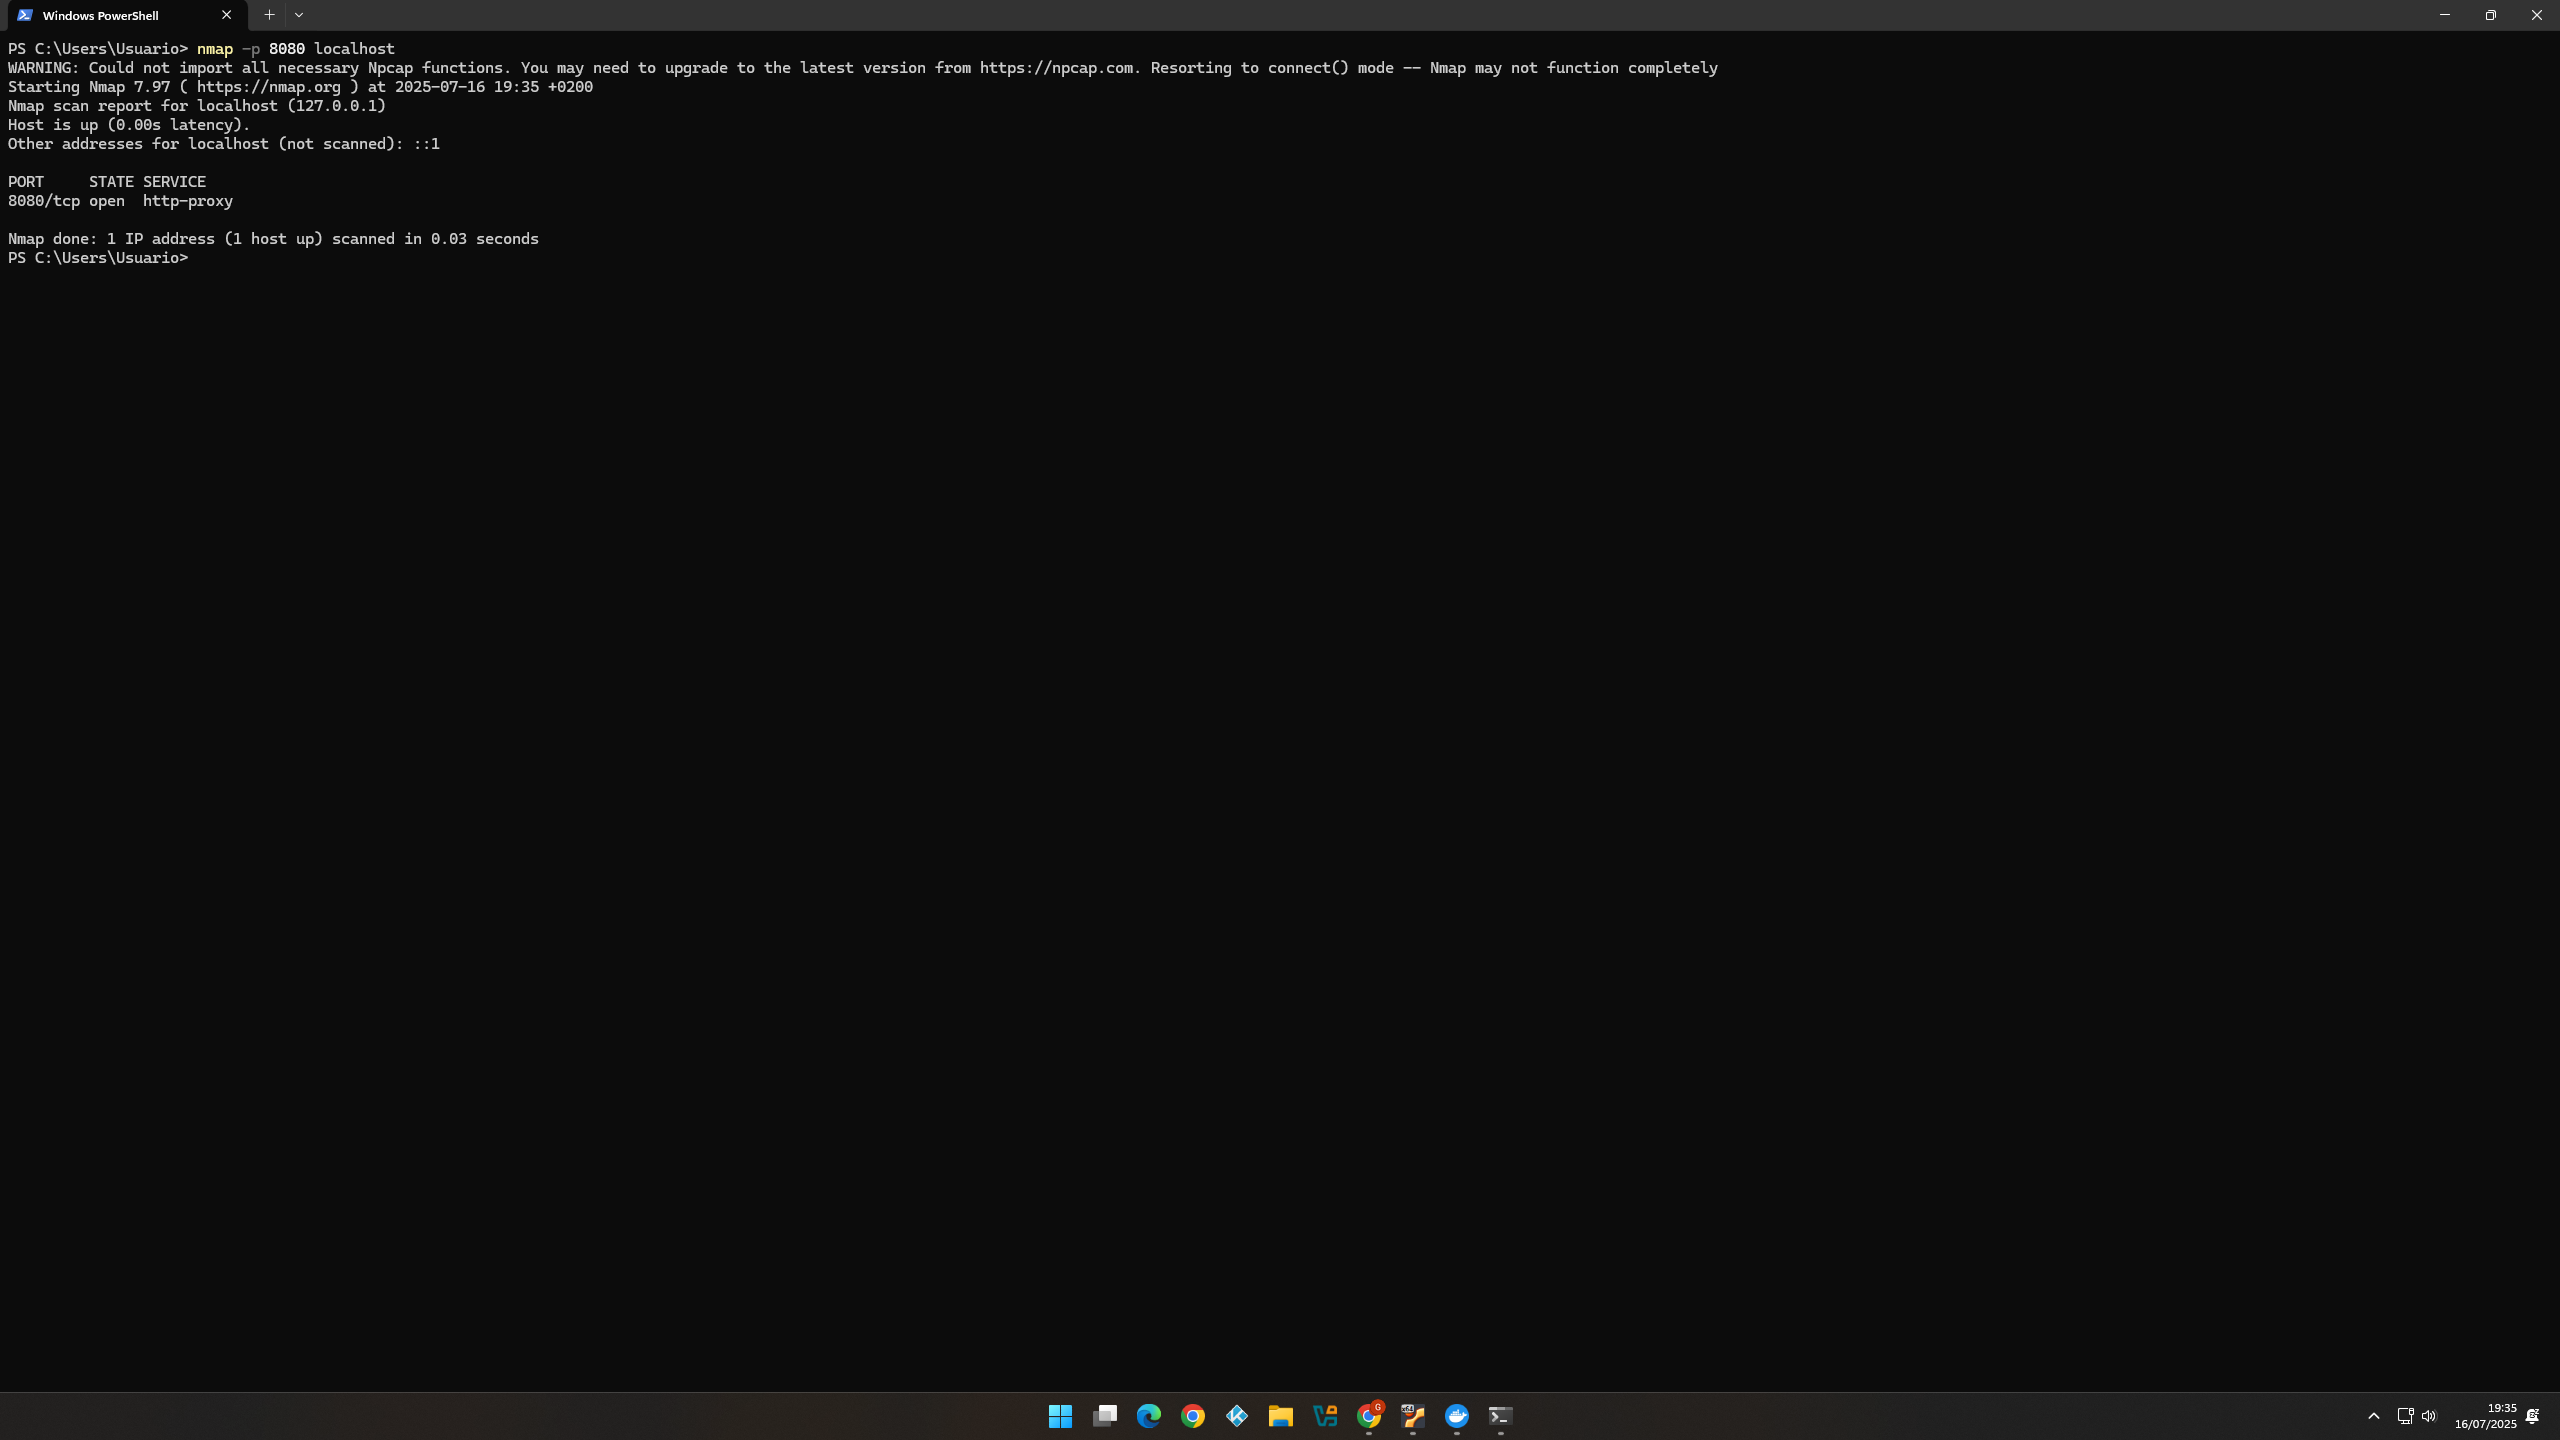 Windows PowerShell
PS C:\Users\Usuario> nmap -p 8080 localhost
WARNING: Could not import all necessary Npcap functions. You may need to upgrade to the latest version from https://npcap.com. Resorting to connect() mode -- Nmap may not function completely
Starting Nmap 7.97 ( https://nmap.org ) at 2025-07-16 19:35 +0200
Nmap scan report for localhost (127.0.0.1)
Host is up (0.00s latency).
Other addresses for localhost (not scanned): ::1
PORT     STATE SERVICE
8080/tcp open  http-proxy
Nmap done: 1 IP address (1 host up) scanned in 0.03 seconds
PS C:\Users\Usuario>
G
x64
19:35
16/07/2025